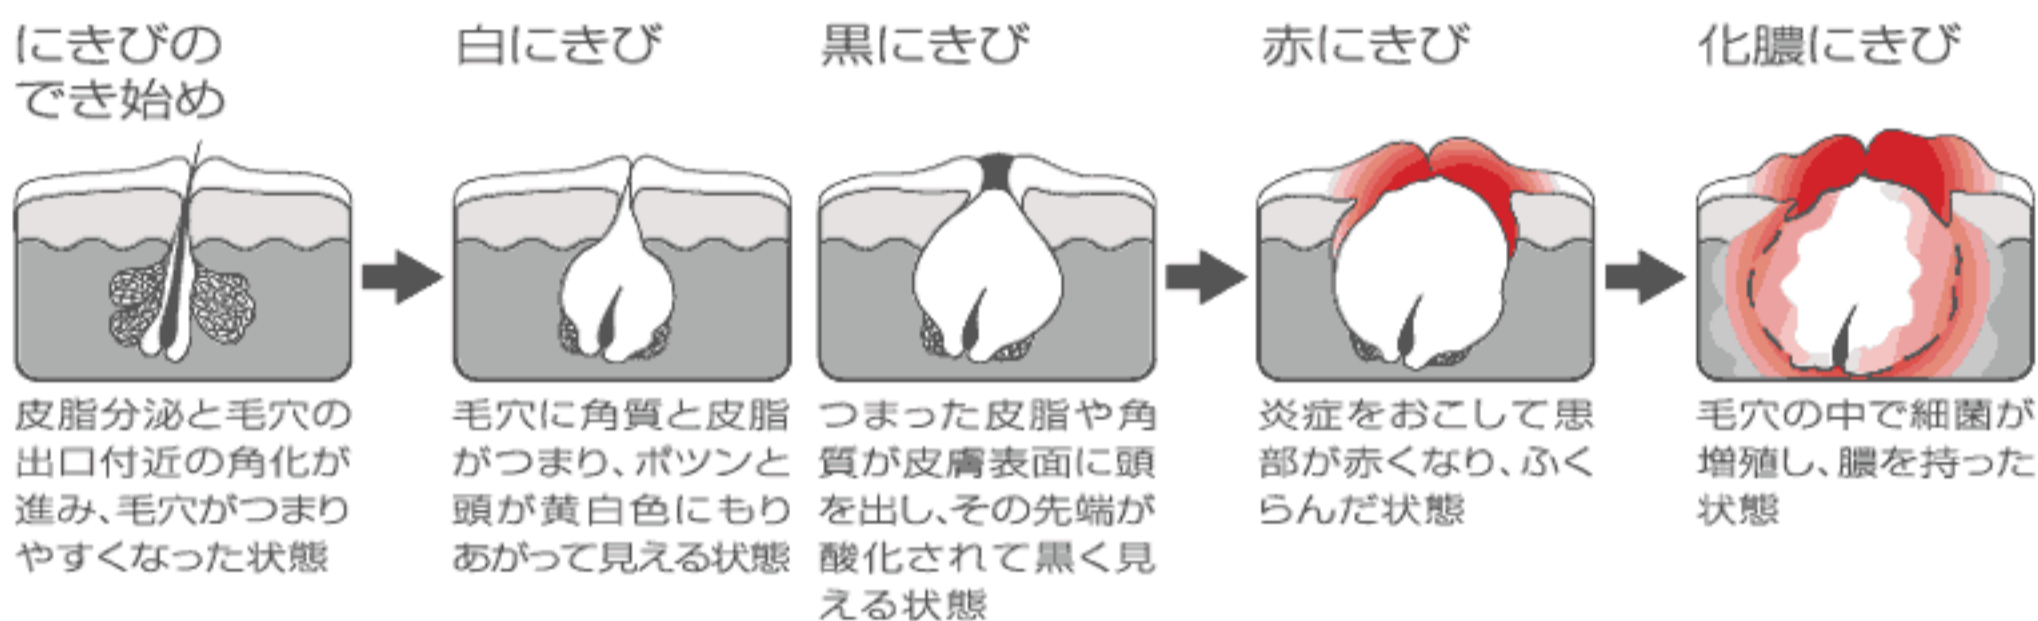 にきびの
でき始め
皮脂分泌と毛穴の
出口付近の角化が
進み、毛穴がつまり
やすくなった状態
白にきび
毛穴に角質と皮脂
がつまり、ポツンと
頭が黄白色にもり
あがって見える状態
黒にきび
つまった皮脂や角
質が皮膚表面に頭
を出し、その先端が
酸化されて黒く見
える状態
赤にきび
炎症をおこして患
部が赤くなり、ふく
らんだ状態
化膿にきび
毛穴の中で細菌が
増殖し、膿を持った
状態